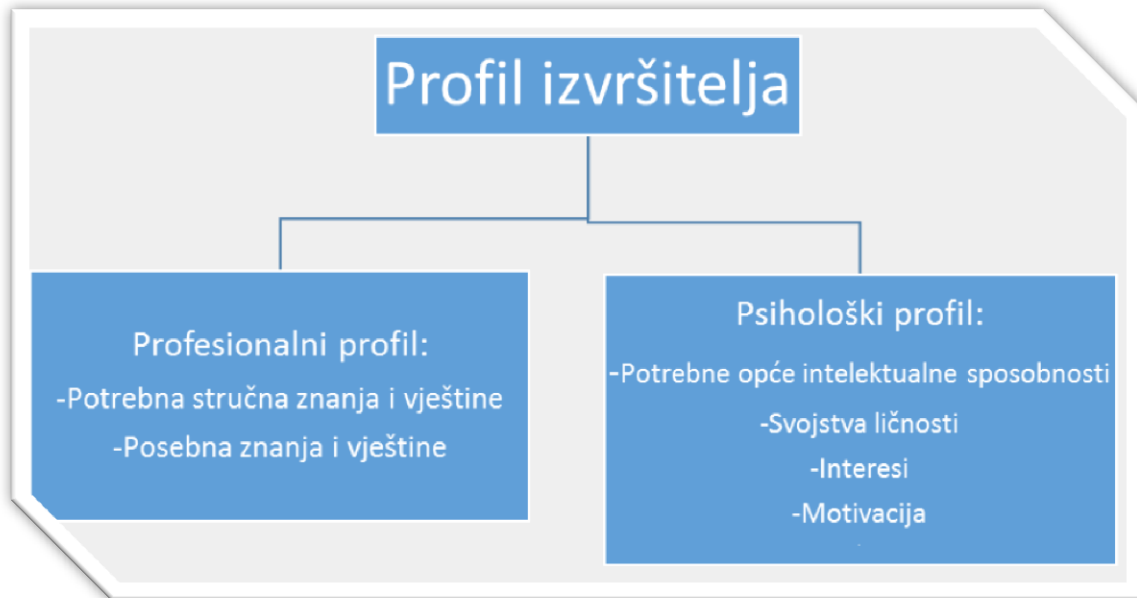 Profil izvršitelja
Profesionalni profil:
-Potrebna stručna znanja i vještine
-Posebna znanja i vještine
Psihološki profil:
-Potrebne opće intelektualne sposobnosti
-Svojstva ličnosti
-Interesi
-Motivacija